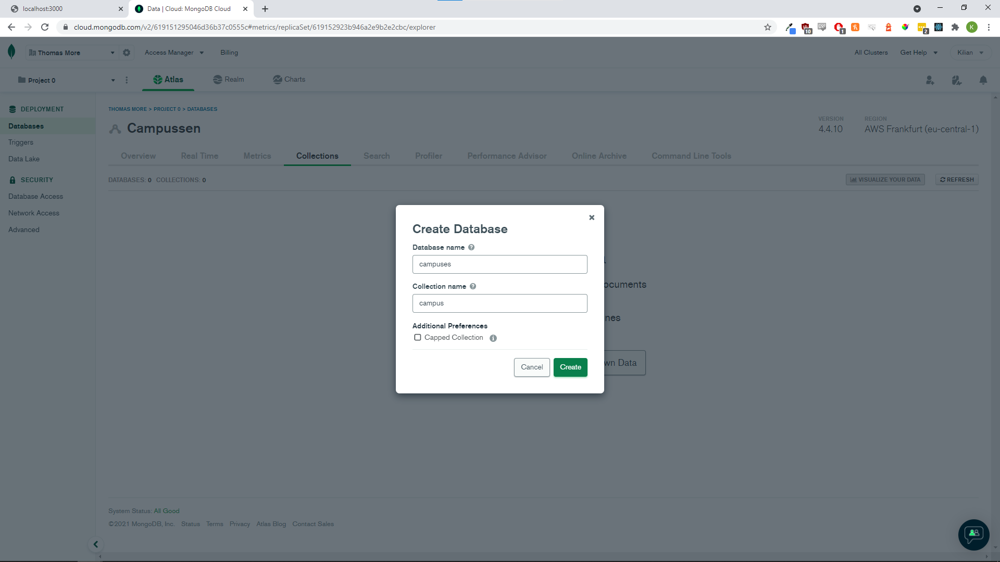 localhost:3000
Data | Cloud: MongoDB Cloud
cloud.mongodb.com/v2/619151295046d36b37c0555c#metrics/replicaSet/619152923b946a2e9b2e2cbc/explorer
10
CSS
1
2
K
Thomas More
Access Manager
Billing
All Clusters
Get Help
Kilian
Project 0
Atlas
Realm
Charts
DEPLOYMENT
Databases
Triggers
Data Lake
SECURITY
Database Access
Network Access
Advanced
THOMAS MORE > PROJECT 0 > DATABASES
Campussen
VERSION
4.4.10
REGION
AWS Frankfurt (eu-central-1)
Overview
Real Time
Metrics
Collections
Search
Profiler
Performance Advisor
Online Archive
Command Line Tools
DATABASES: 0 COLLECTIONS: 0
VISUALIZE YOUR DATA
REFRESH
Create Database
Database name
campuses
Collection name
campus
Additional Preferences
Capped Collection
Cancel
Create
ocuments
nes
wn Data
System Status: All Good
©2021 MongoDB, Inc. Status Terms Privacy Atlas Blog Contact Sales